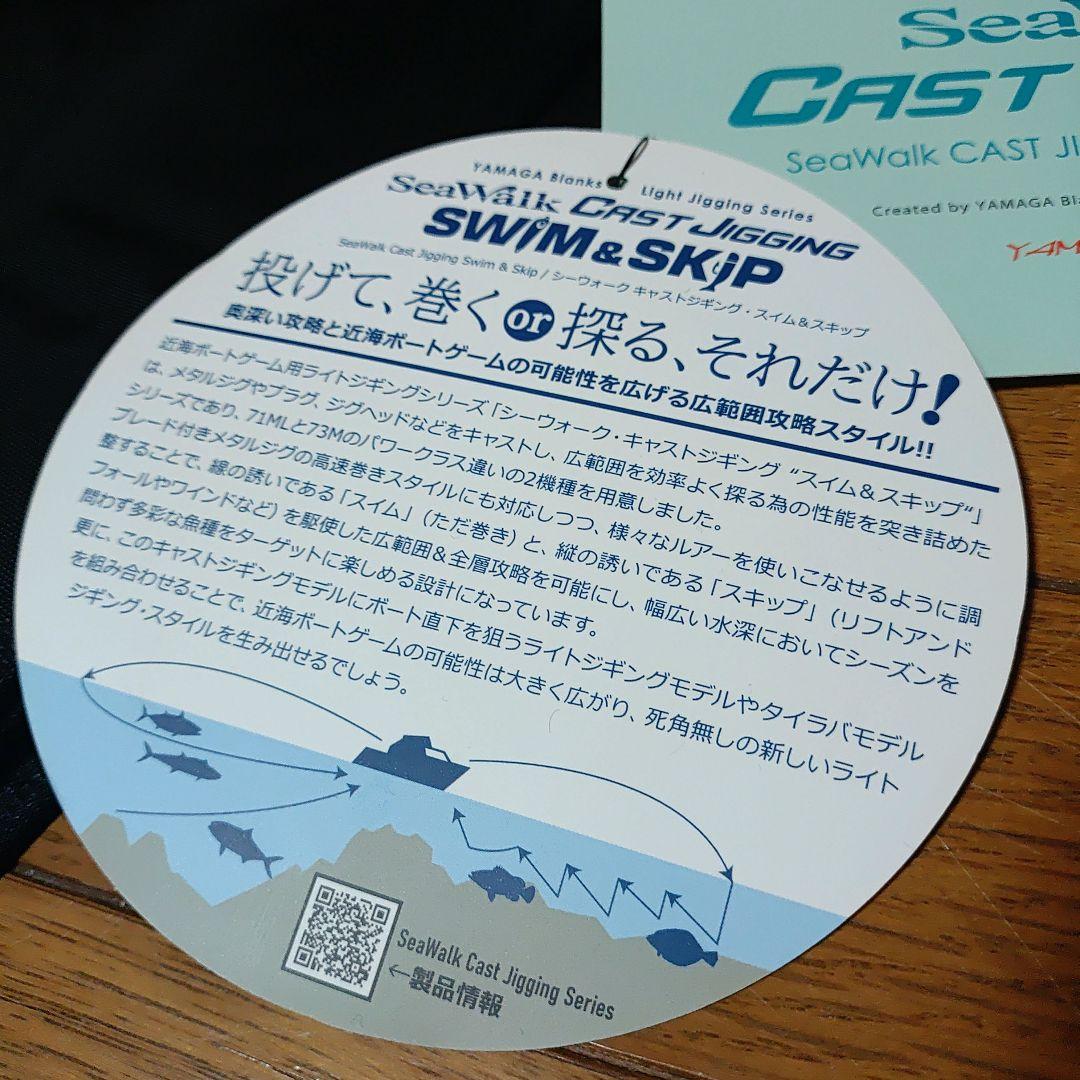 Sea
CAST
SeaWalk CAST JI
Created by YAMAGA Bla
YAM
YAMAGA Blanks Light Jigging Series
SeaWalk CAST JIGGING
SWiM & SKiP
SeaWalk Cast Jigging Swim & Skip / シーウォーク キャストジギング・スイム&スキップ
投げて、巻く or 探る、それだけ!
奥深い攻略と近海ボートゲームの可能性を広げる広範囲攻略スタイル!!
近海ボートゲーム用ライトジギングシリーズ「シーウォーク・キャストジギング “スイム&スキップ“」
は、メタルジグやプラグ、ジグヘッドなどをキャストし、広範囲を効率よく探る為の性能を突き詰めた
シリーズであり、71MLと73Mのパワークラス違いの2機種を用意しました。
ブレード付きメタルジグの高速巻きスタイルにも対応しつつ、様々なルアーを使いこなせるように調
整することで、線の誘いである「スイム」(ただ巻き)と、縦の誘いである「スキップ」(リフトアンド
フォールやワインドなど)を駆使した広範囲&全層攻略を可能にし、幅広い水深においてシーズンを
問わず多彩な魚種をターゲットに楽しめる設計になっています。
更に、このキャストジギングモデルにボート直下を狙うライトジギングモデルやタイラバモデル
を組み合わせることで、近海ボートゲームの可能性は大きく広がり、死角無しの新しいライト
ジギング・スタイルを生み出せるでしょう。
SeaWalk Cast Jigging Series
←製品情報